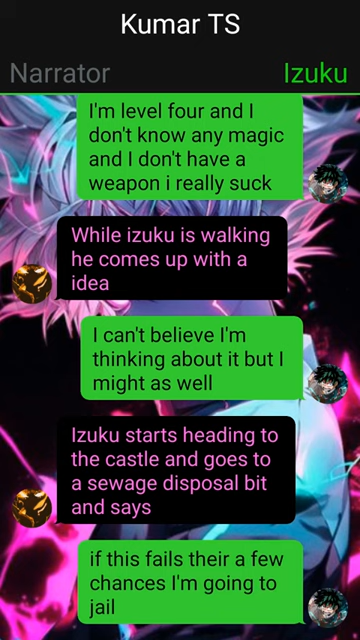 Kumar TS
Narrator
Izuku
I'm level four and I
don't know any magic
and I don't have a
weapon i really suck
While izuku is walking
he comes up with a
idea
I can't believe I'm
thinking about it but I
might as well
Izuku starts heading to
the castle and goes to
a sewage disposal bit
and says
if this fails their a few
chances I'm going to
jail